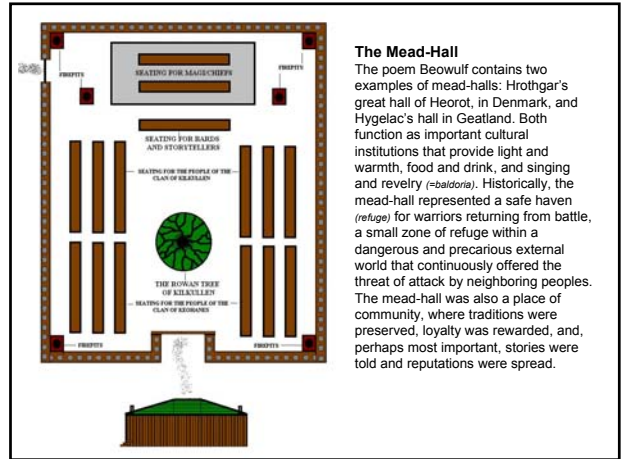 FIREPITS
FIREPITS
SEATING FOR MAGECHIEFS
SEATING FOR BARDS
AND STORYTELLERS
SEATING FOR THE PEOPLE OF THE
CLAN OF KILKULLEN
THE ROWAN TREE
OF KILKULLEN
SEATING FOR THE PEOPLE OF THE
CLAN OF KEOHANES
FIREPITS
FIREPITS
The Mead-Hall
The poem Beowulf contains two
examples of mead-halls: Hrothgar's
great hall of Heorot, in Denmark, and
Hygelac's hall in Geatland. Both
function as important cultural
institutions that provide light and
warmth, food and drink, and singing
and revelry (=baldoria). Historically, the
mead-hall represented a safe haven
(refuge) for warriors returning from battle,
a small zone of refuge within a
dangerous and precarious external
world that continuously offered the
threat of attack by neighboring peoples.
The mead-hall was also a place of
community, where traditions were
preserved, loyalty was rewarded, and,
perhaps most important, stories were
told and reputations were spread.